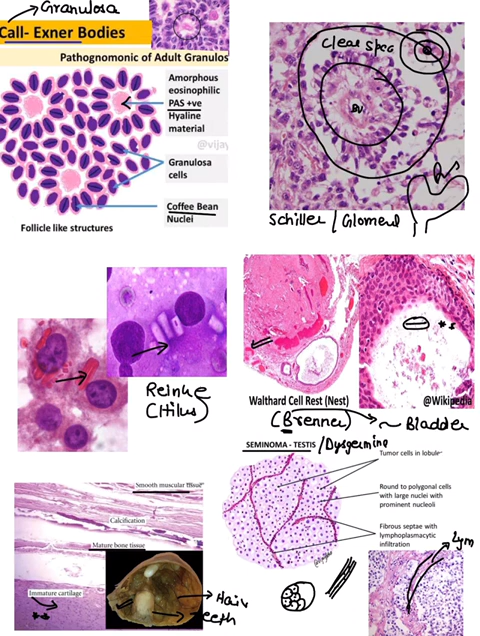 Granulosa
Call- Exner Bodies
Pathognomonic of Adult Granulos
Amorphous
eosinophilic
PAS +ve
Hyaline
material
@vijay
Granulosa
cells
Coffee Bean
Nuclei
Follicle like structures
clear space
BV
Schiller / Glomerul
Reinke
(Hilus)
Walthard Cell Rest (Nest)
@Wikipedia
(Brenner) ~ Bladder
SEMINOMA - TESTIS / Dysgermino
Tumor cells in lobule
Round to polygonal cells
with large nuclei with
prominent nucleoli
Fibrous septae with
lymphoplasmacytic
infiltration
Lym
Smooth muscular tissue
Calcification
Mature bone tissue
Immature cartilage
Hair
Teeth